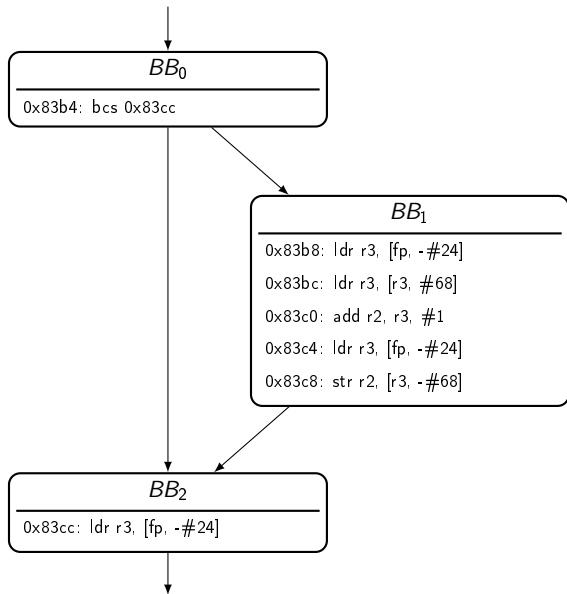 BB₀
0x83b4: bcs 0x83cc
BB₁
0x83b8: ldr r3, [fp, -#24]
0x83bc: ldr r3, [r3, #68]
0x83c0: add r2, r3, #1
0x83c4: ldr r3, [fp, -#24]
0x83c8: str r2, [r3, -#68]
BB₂
0x83cc: ldr r3, [fp, -#24]